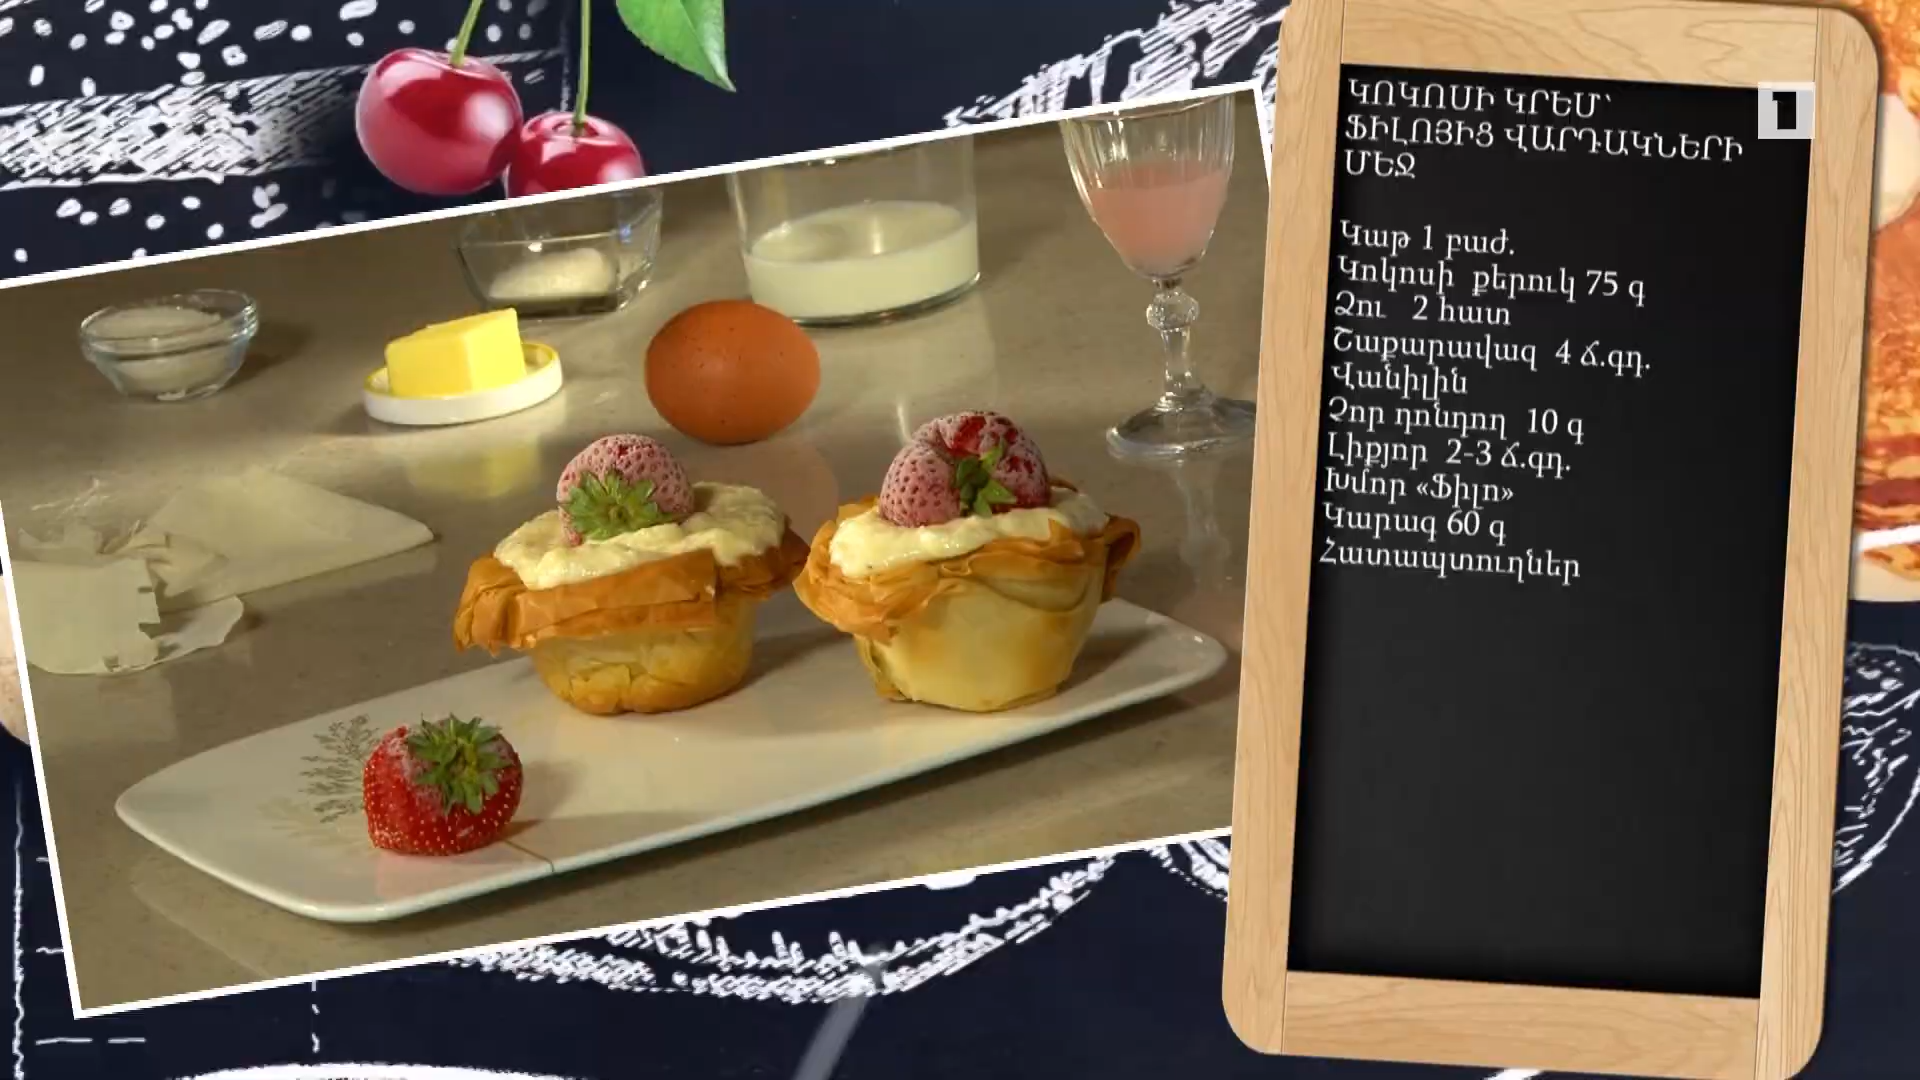 ԿՈԿՈՍԻ ԿՐԵՄ՝
ՖԻԼՈՅԻՑ ՎԱՐԴԱԿՆԵՐԻ
ՄԵՋ
Կաթ 1 բաժ.
Կոկոսի քերուկ 75 գ
Ձու 2 հատ
Շաքարավազ 4 ճ.գդ.
Վանիլին
Չոր դոնդող 10 գ
Լիքյոր 2-3 ճ.գդ.
Խմոր «Ֆիլո»
Կարագ 60 գ
Հատապտուղներ
1